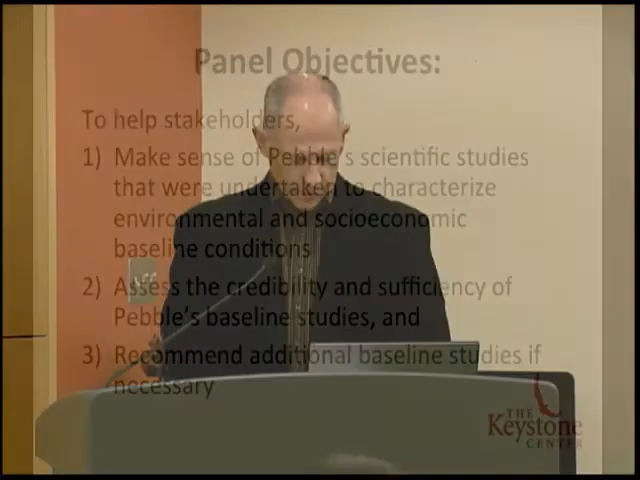 Panel Objectives:
To help stakeholders,
1) Make sense of Pebble's scientific studies
that were undertaken to characterize
environmental and socioeconomic
baseline conditions
2) Assess the credibility and sufficiency of
Pebble's baseline studies, and
3) Recommend additional baseline studies if
necessary
THE
Keystone
CENTER